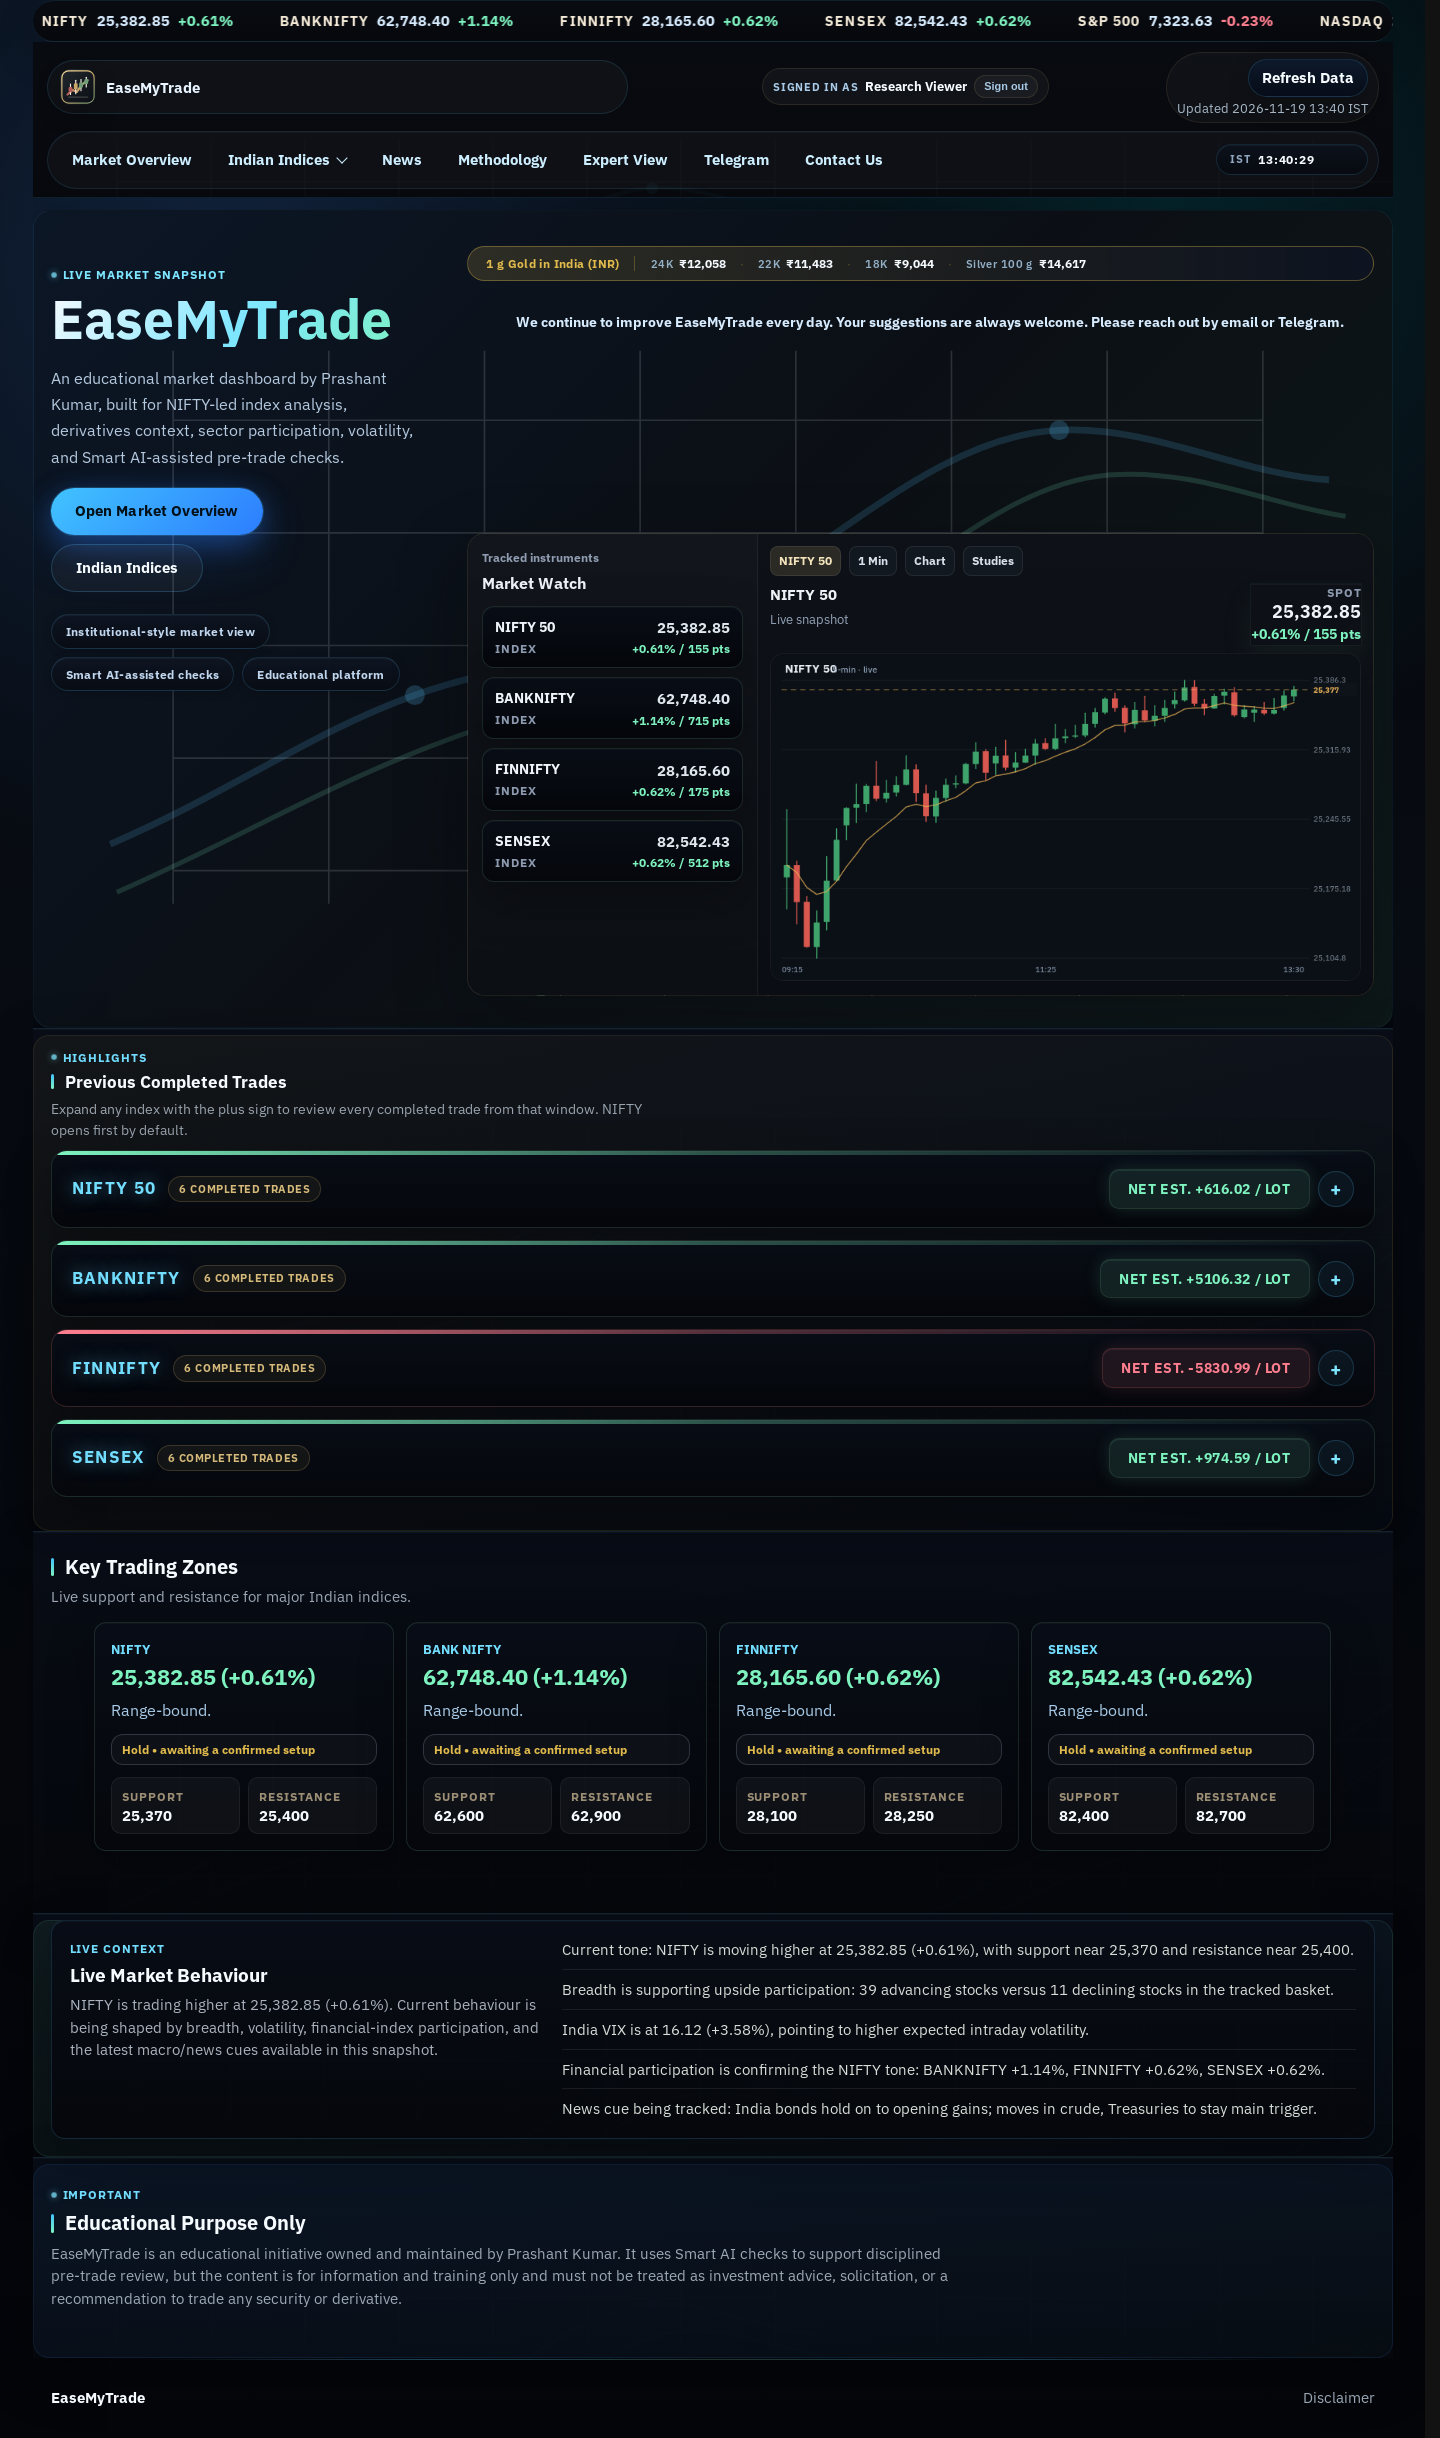 NIFTY 25,382.85 +0.61% BANKNIFTY 62,748.40 +1.14% FINNIFTY 28,165.60 +0.62% SENSEX 82,542.43 +0.62% S&P 500 7,323.63 -0.23% NASDAQ
EaseMyTrade
SIGNED IN AS Research Viewer Sign out
Refresh Data
Updated 2026-11-19 13:40 IST
Market Overview Indian Indices News Methodology Expert View Telegram Contact Us
IST 13:40:29
LIVE MARKET SNAPSHOT
EaseMyTrade
An educational market dashboard by Prashant
Kumar, built for NIFTY-led index analysis,
derivatives context, sector participation, volatility,
and Smart AI-assisted pre-trade checks.
Open Market Overview
Indian Indices
Institutional-style market view
Smart AI-assisted checks Educational platform
1 g Gold in India (INR) 24K ₹12,058 · 22K ₹11,483 · 18K ₹9,044 · Silver 100 g ₹14,617
We continue to improve EaseMyTrade every day. Your suggestions are always welcome. Please reach out by email or Telegram.
Tracked instruments
Market Watch
NIFTY 50 25,382.85
INDEX +0.61% / 155 pts
BANKNIFTY 62,748.40
INDEX +1.14% / 715 pts
FINNIFTY 28,165.60
INDEX +0.62% / 175 pts
SENSEX 82,542.43
INDEX +0.62% / 512 pts
NIFTY 50 1 Min Chart Studies
NIFTY 50
Live snapshot
SPOT
25,382.85
+0.61% / 155 pts
NIFTY 50 -min · live
25,386.3
25,377
25,315.93
25,245.55
25,175.18
25,104.8
09:15 11:25 13:30
HIGHLIGHTS
Previous Completed Trades
Expand any index with the plus sign to review every completed trade from that window. NIFTY
opens first by default.
NIFTY 50 6 COMPLETED TRADES NET EST. +616.02 / LOT +
BANKNIFTY 6 COMPLETED TRADES NET EST. +5106.32 / LOT +
FINNIFTY 6 COMPLETED TRADES NET EST. -5830.99 / LOT +
SENSEX 6 COMPLETED TRADES NET EST. +974.59 / LOT +
Key Trading Zones
Live support and resistance for major Indian indices.
NIFTY
25,382.85 (+0.61%)
Range-bound.
Hold • awaiting a confirmed setup
SUPPORT RESISTANCE
25,370 25,400
BANK NIFTY
62,748.40 (+1.14%)
Range-bound.
Hold • awaiting a confirmed setup
SUPPORT RESISTANCE
62,600 62,900
FINNIFTY
28,165.60 (+0.62%)
Range-bound.
Hold • awaiting a confirmed setup
SUPPORT RESISTANCE
28,100 28,250
SENSEX
82,542.43 (+0.62%)
Range-bound.
Hold • awaiting a confirmed setup
SUPPORT RESISTANCE
82,400 82,700
LIVE CONTEXT
Live Market Behaviour
NIFTY is trading higher at 25,382.85 (+0.61%). Current behaviour is
being shaped by breadth, volatility, financial-index participation, and
the latest macro/news cues available in this snapshot.
Current tone: NIFTY is moving higher at 25,382.85 (+0.61%), with support near 25,370 and resistance near 25,400.
Breadth is supporting upside participation: 39 advancing stocks versus 11 declining stocks in the tracked basket.
India VIX is at 16.12 (+3.58%), pointing to higher expected intraday volatility.
Financial participation is confirming the NIFTY tone: BANKNIFTY +1.14%, FINNIFTY +0.62%, SENSEX +0.62%.
News cue being tracked: India bonds hold on to opening gains; moves in crude, Treasuries to stay main trigger.
IMPORTANT
Educational Purpose Only
EaseMyTrade is an educational initiative owned and maintained by Prashant Kumar. It uses Smart AI checks to support disciplined
pre-trade review, but the content is for information and training only and must not be treated as investment advice, solicitation, or a
recommendation to trade any security or derivative.
EaseMyTrade
Disclaimer